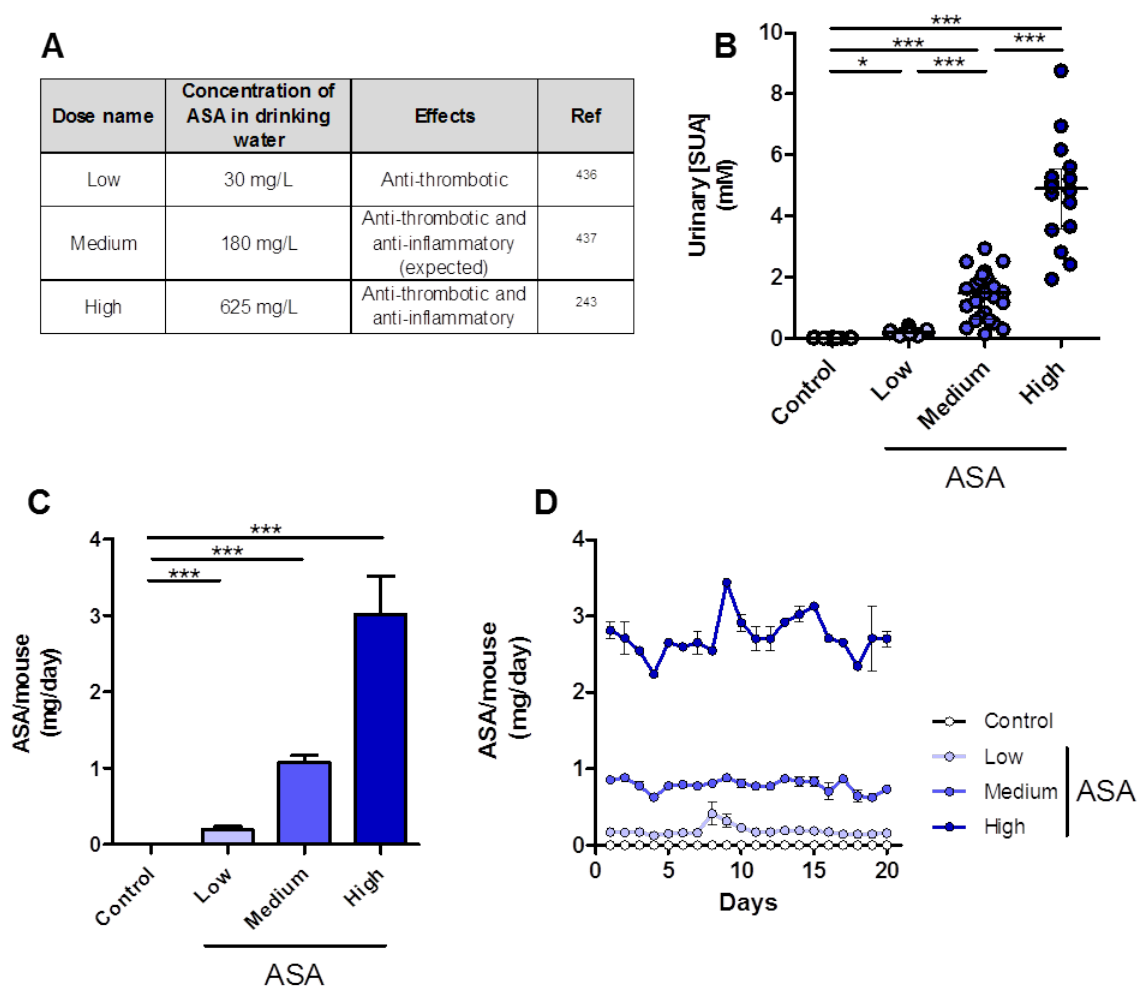 A
Dose name
Concentration of
ASA in drinking
water
Effects
Ref
Low
30 mg/L
Anti-thrombotic
436
Medium
180 mg/L
Anti-thrombotic and
anti-inflammatory
(expected)
437
High
625 mg/L
Anti-thrombotic and
anti-inflammatory
243
B
***
***
***
*
***
Urinary [SUA]
(mM)
10
8
6
4
2
0
Control
Low
Medium
High
ASA
C
***
***
***
ASA/mouse
(mg/day)
4
3
2
1
0
Control
Low
Medium
High
ASA
D
ASA/mouse
(mg/day)
4
3
2
1
0
0
5
10
15
20
Days
Control
Low
Medium
High
ASA